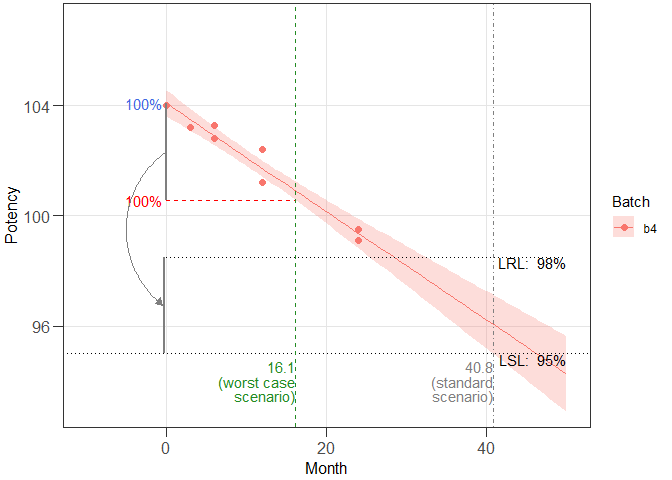 104
100
96
100%
100%
LRL: 98%
LSL: 95%
16.1
(worst case
scenario)
40.8
(standard
scenario)
0
20
40
Month
Potency
Batch
b4